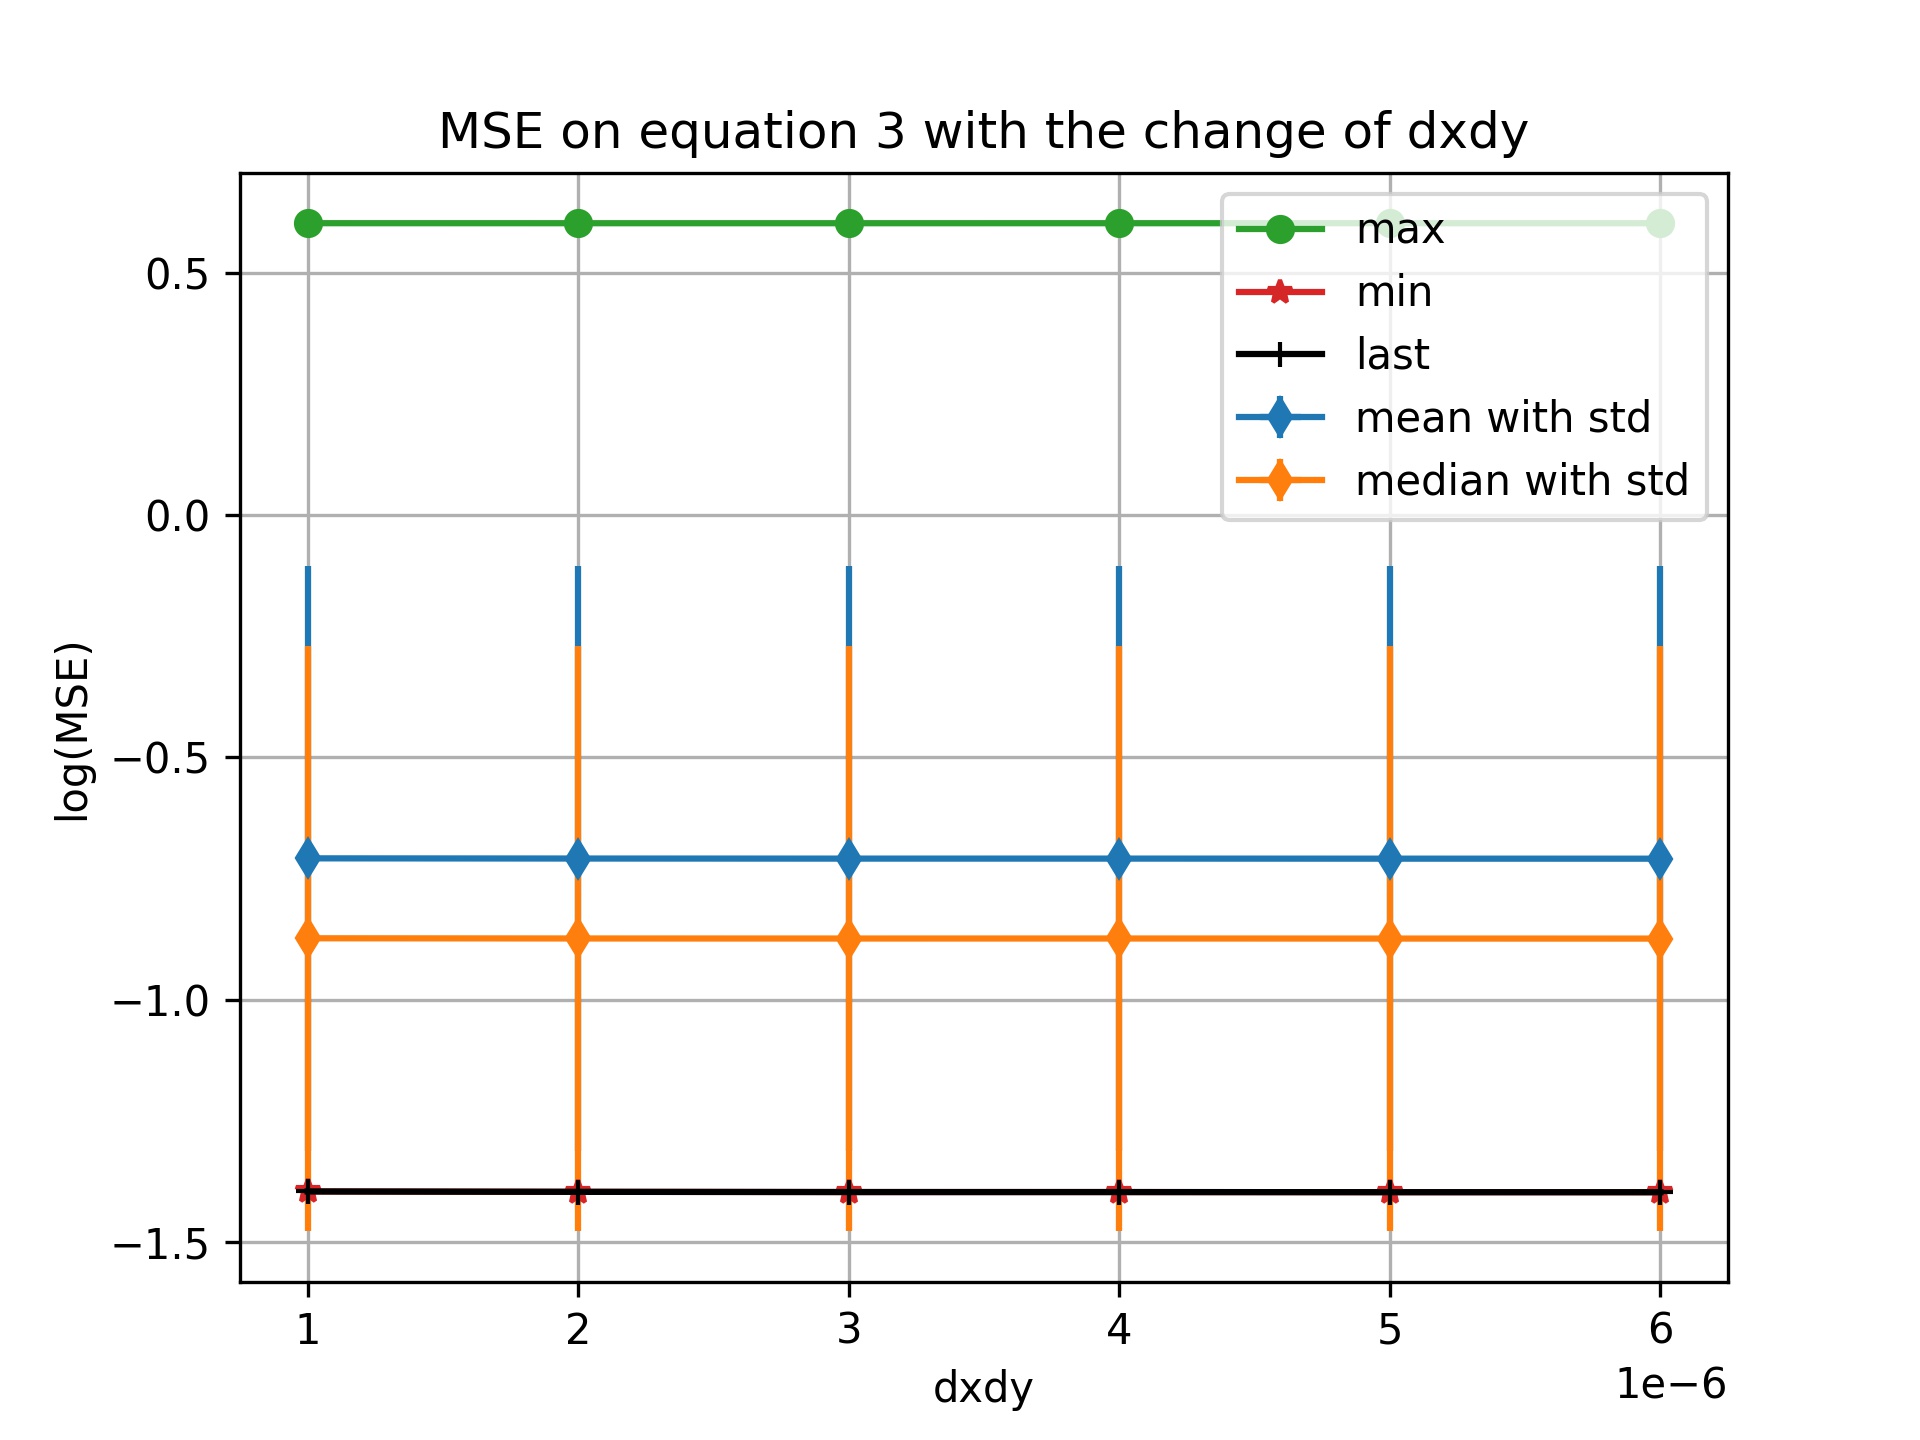 MSE on equation 3 with the change of dxdy
max
min
last
mean with std
median with std
log(MSE)
0.5
0.0
−0.5
−1.0
−1.5
1 2 3 4 5 6
1e−6
dxdy